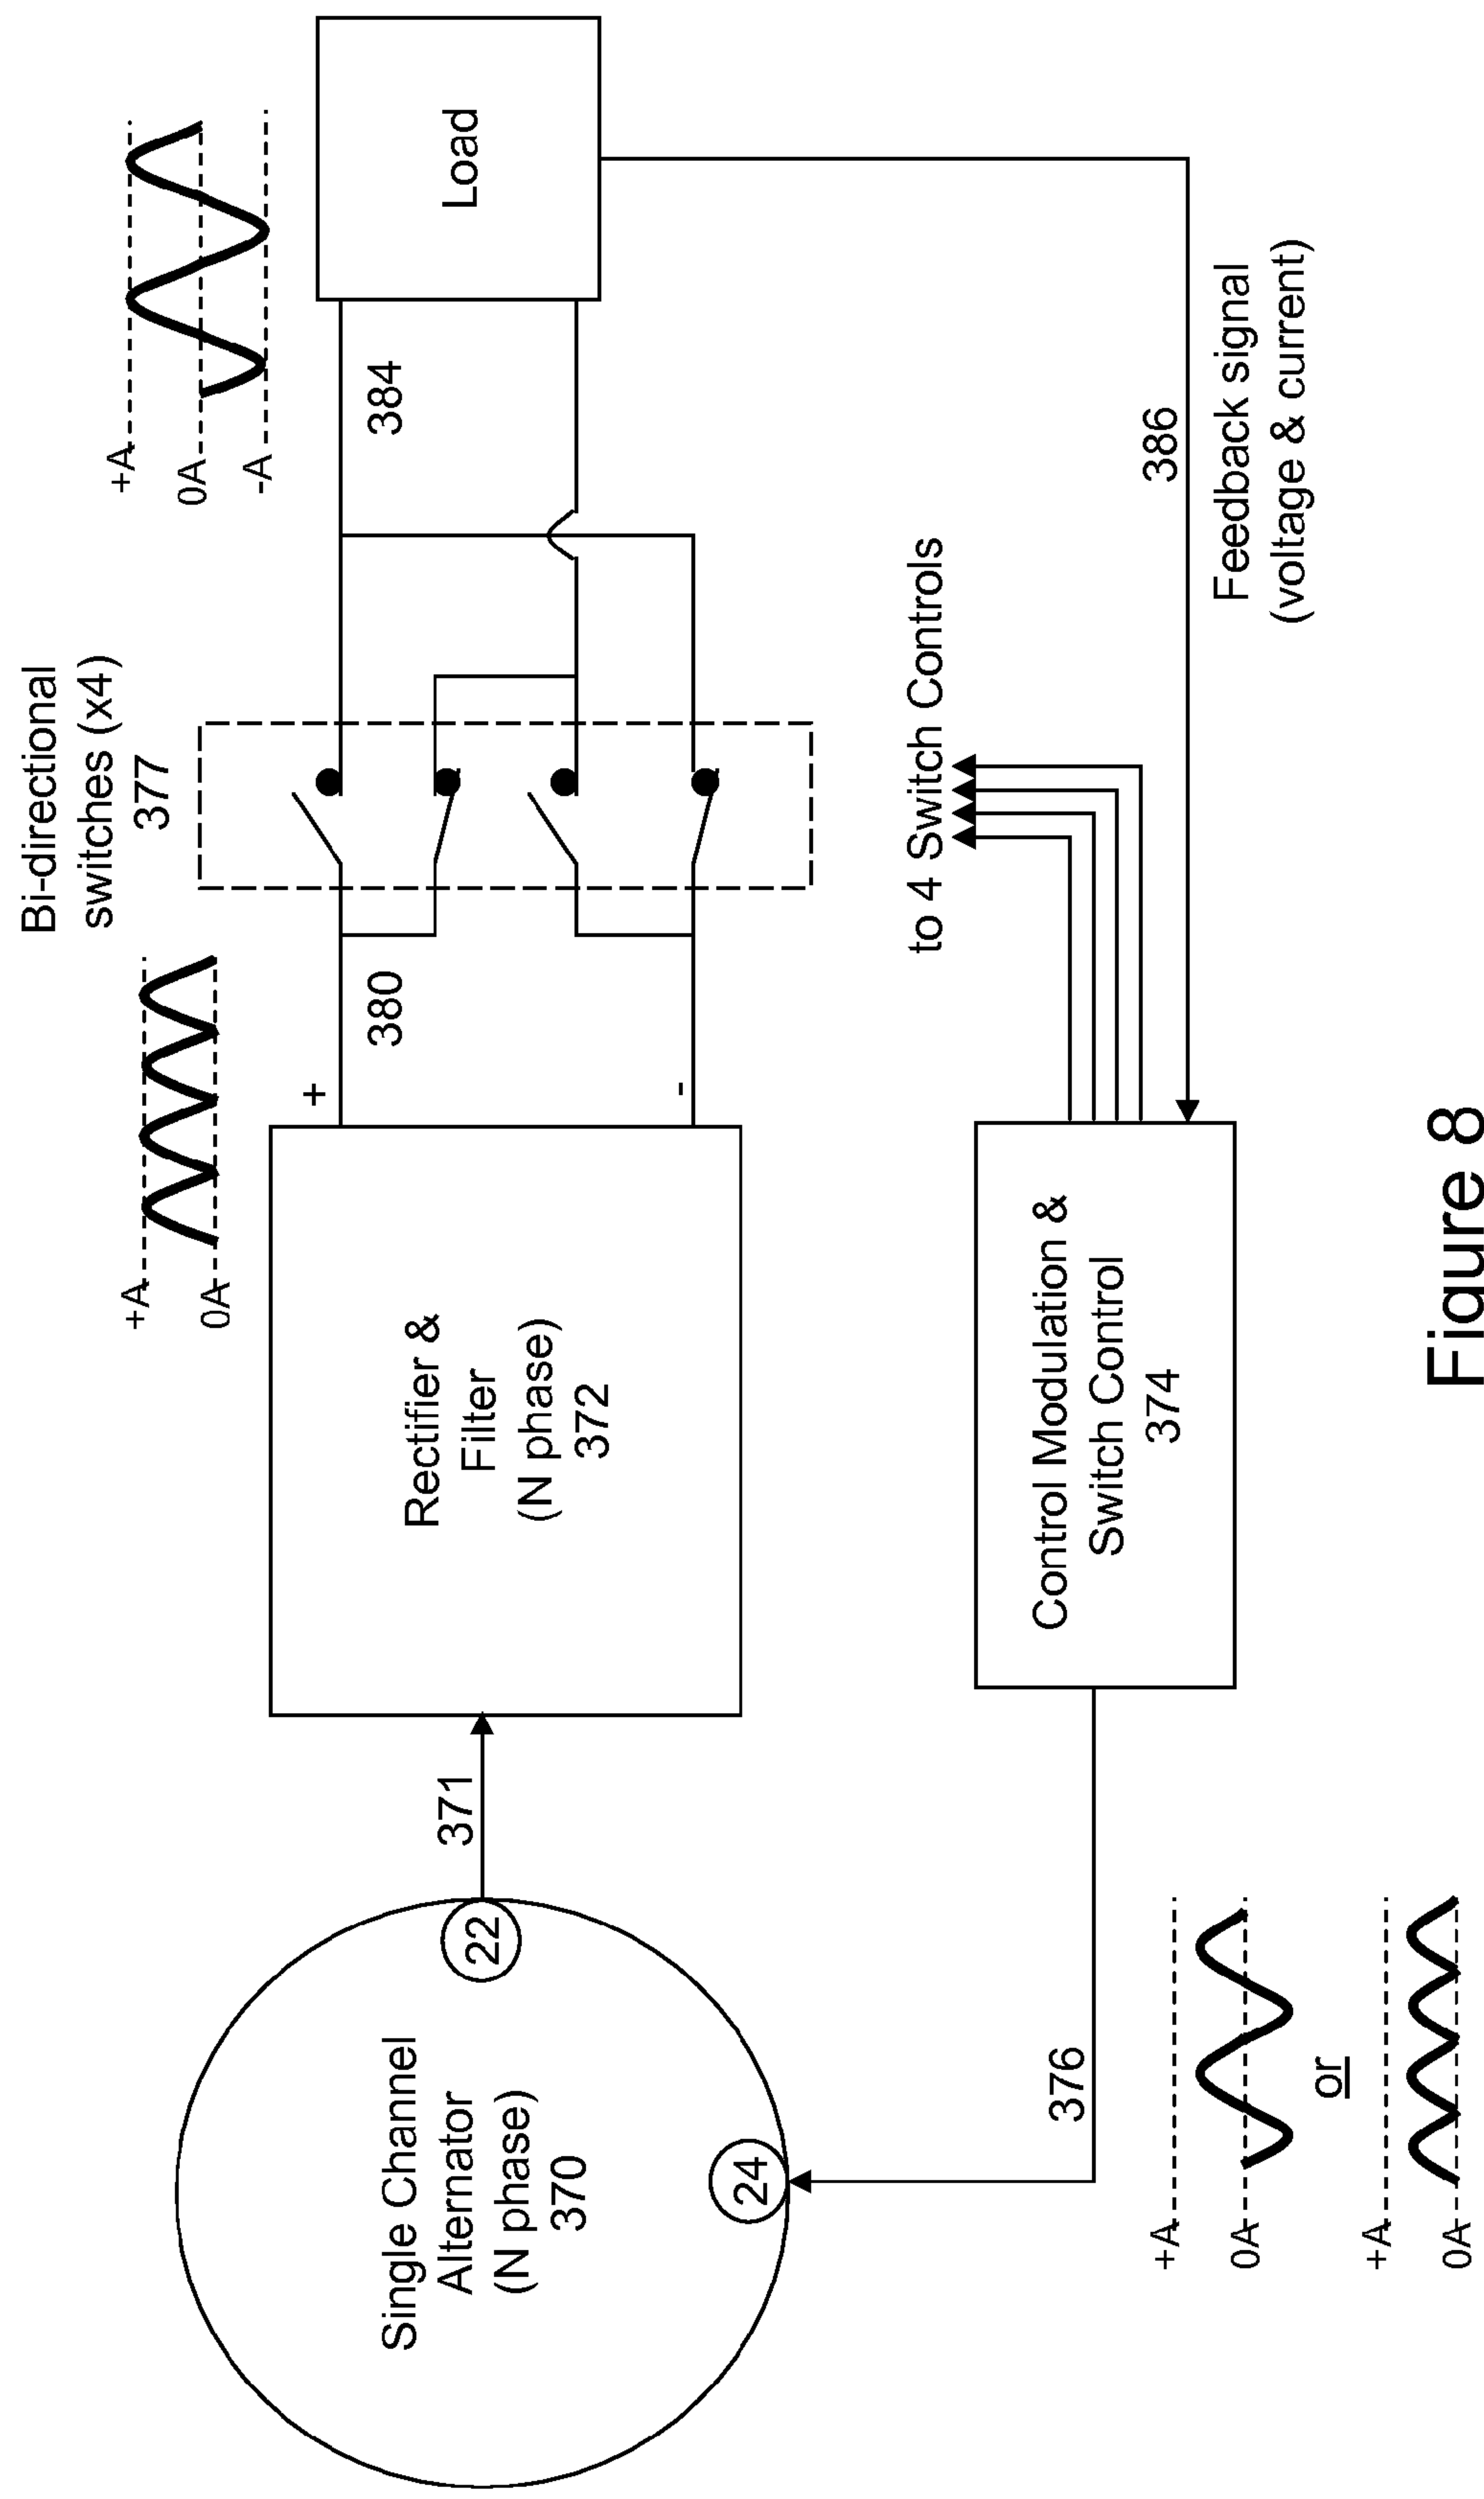 Bi-directional
switches (x4)
377
+A
0A
-A
+A
0A
+
-
380
384
Load
Single Channel
Alternator
(N phase)
370
22
24
371
Rectifier &
Filter
(N phase)
372
to 4 Switch Controls
Control Modulation &
Switch Control
374
376
386
Feedback signal
(voltage & current)
+A
0A
or
+A
0A
Figure 8